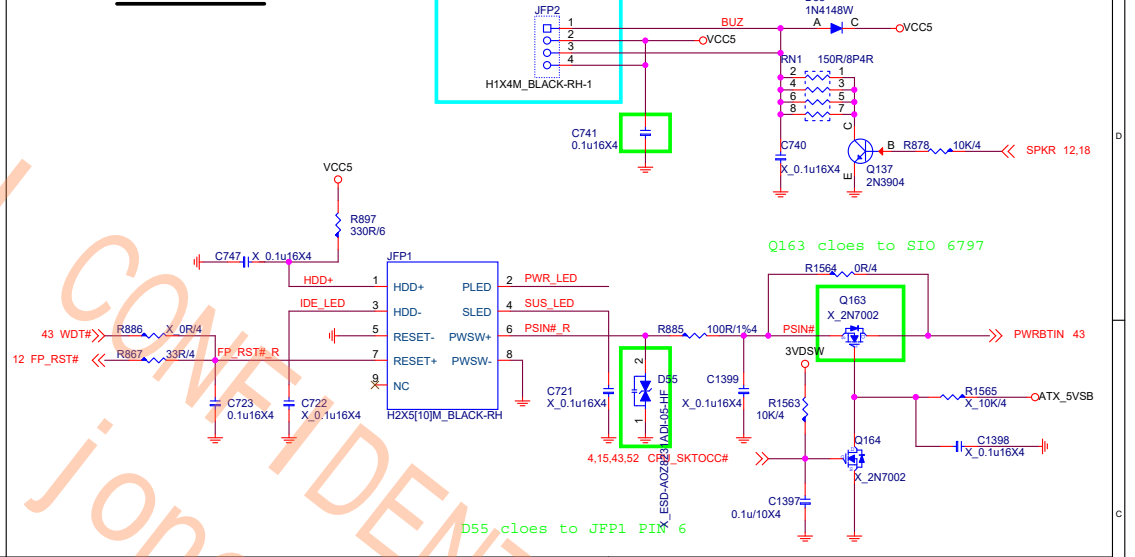 JFP2
1N4148W
1
BUZ
A
C
VCC5
2
VCC5
3
4
RN1
150R/8P4R
2
1
4
3
6
5
8
7
H1X4M_BLACK-RH-1
C741
0.1u16X4
C740
X_0.1u16X4
C
B
E
R878
10K/4
SPKR 12,18
Q137
2N3904
D
VCC5
R897
330R/6
Q163 cloes to SIO 6797
C747
X_0.1u16X4
JFP1
R1564
0R/4
HDD+
1
HDD+
PLED
2
PWR_LED
IDE_LED
3
HDD-
SLED
4
SUS_LED
Q163
X_2N7002
43 WDT#
R886
X_0R/4
5
RESET-
PWSW+
6
PSIN#_R
R885
100R/1%4
PSIN#
PWRBTIN 43
12 FP_RST#
R867
33R/4
FP_RST#_R
7
RESET+
PWSW-
8
3VDSW
9
NC
H2X5[10]M_BLACK-RH
C723
0.1u16X4
C722
X_0.1u16X4
C721
X_0.1u16X4
2
D55
1
X_ESD-AOZ8231ADI-05-HF
C1399
X_0.1u16X4
R1563
10K/4
R1565
X_10K/4
ATX_5VSB
Q164
X_2N7002
C1398
X_0.1u16X4
4,15,43,52 CPU_SKTOCC#
C1397
0.1u/10X4
C
D55 cloes to JFP1 PIN 6
CONFIDENT
jong